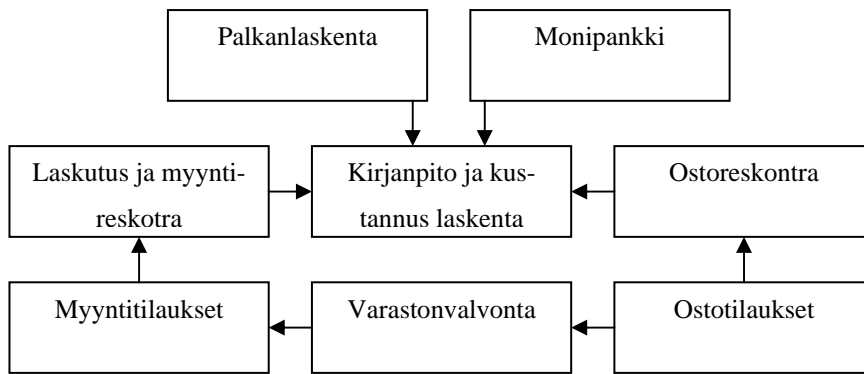 Palkanlaskenta
Monipankki
Laskutus ja myynti-
reskotra
Kirjanpito ja kus-
tannus laskenta
Ostoreskontra
Myyntitilaukset
Varastonvalvonta
Ostotilaukset